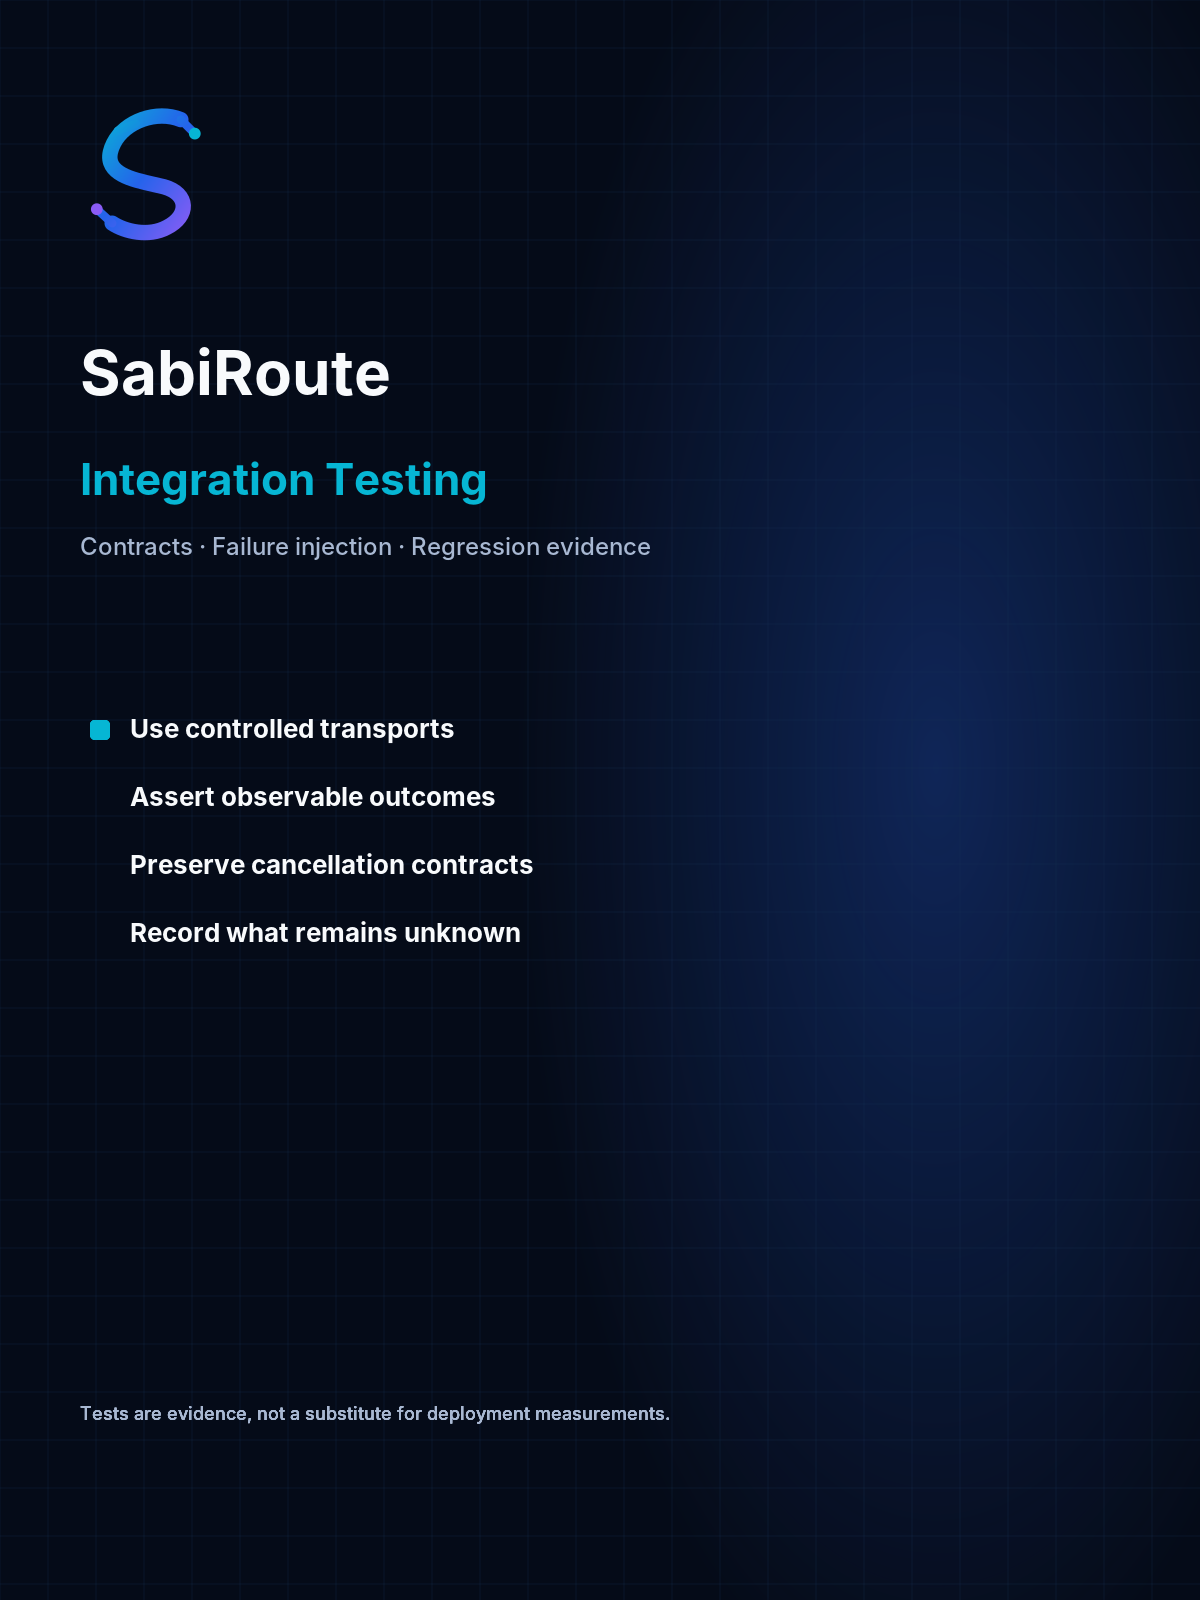 SabiRoute
Integration Testing
Contracts · Failure injection · Regression evidence
Use controlled transports
Assert observable outcomes
Preserve cancellation contracts
Record what remains unknown
Tests are evidence, not a substitute for deployment measurements.